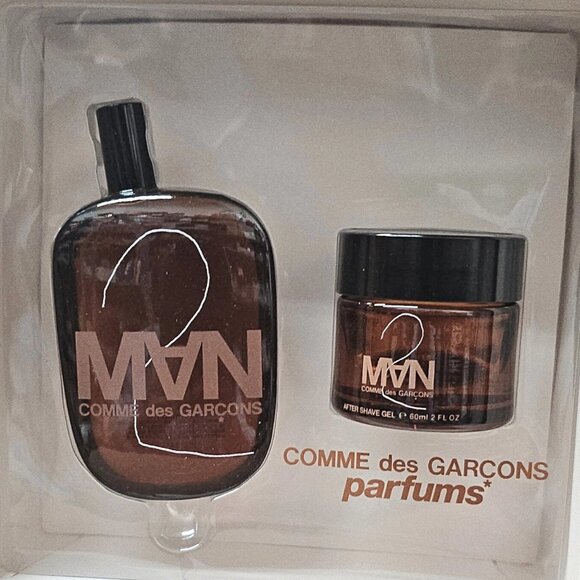 2
MAN
COMME des GARÇONS
2
MAN
COMME des GARÇONS
AFTER SHAVE GEL e 60ml 2 FL OZ
COMME des GARÇONS
parfums*